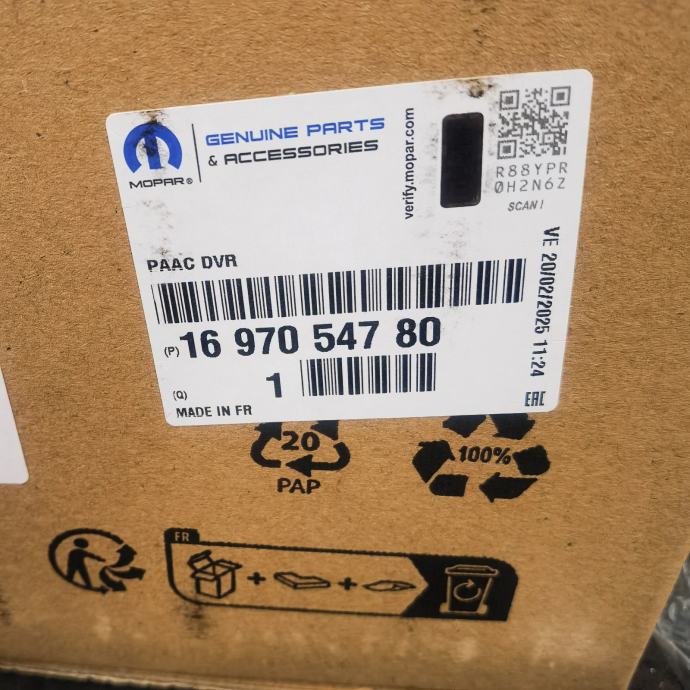 MOPAR®
GENUINE PARTS
& ACCESSORIES
verify.mopar.com
R88YPR
0H2N6Z
SCAN!
VE 20/02/2025 11:24
PAAC DVR
(P) 16 970 547 80
(Q) 1
MADE IN FR
EAC
20
PAP
100%
FR